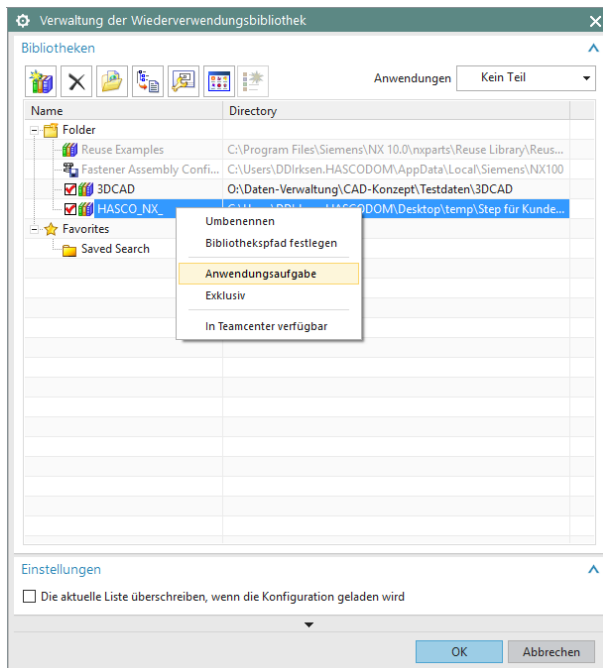 Verwaltung der Wiederverwendungsbibliothek
Bibliotheken
Anwendungen Kein Teil
Name Directory
Folder
Reuse Examples C:\Program Files\Siemens\NX 10.0\nxparts\Reuse Library\Reus...
Fastener Assembly Confi... C:\Users\DDIrksen.HASCODOM\AppData\Local\Siemens\NX100
3DCAD O:\Daten-Verwaltung\CAD-Konzept\Testdaten\3DCAD
HASCO_NX_ C:\Users\DDIrksen.HASCODOM\Desktop\temp\Step für Kunde...
Favorites
Saved Search
Umbenennen
Bibliothekspfad festlegen
Anwendungsaufgabe
Exklusiv
In Teamcenter verfügbar
Einstellungen
Die aktuelle Liste überschreiben, wenn die Konfiguration geladen wird
OK Abbrechen